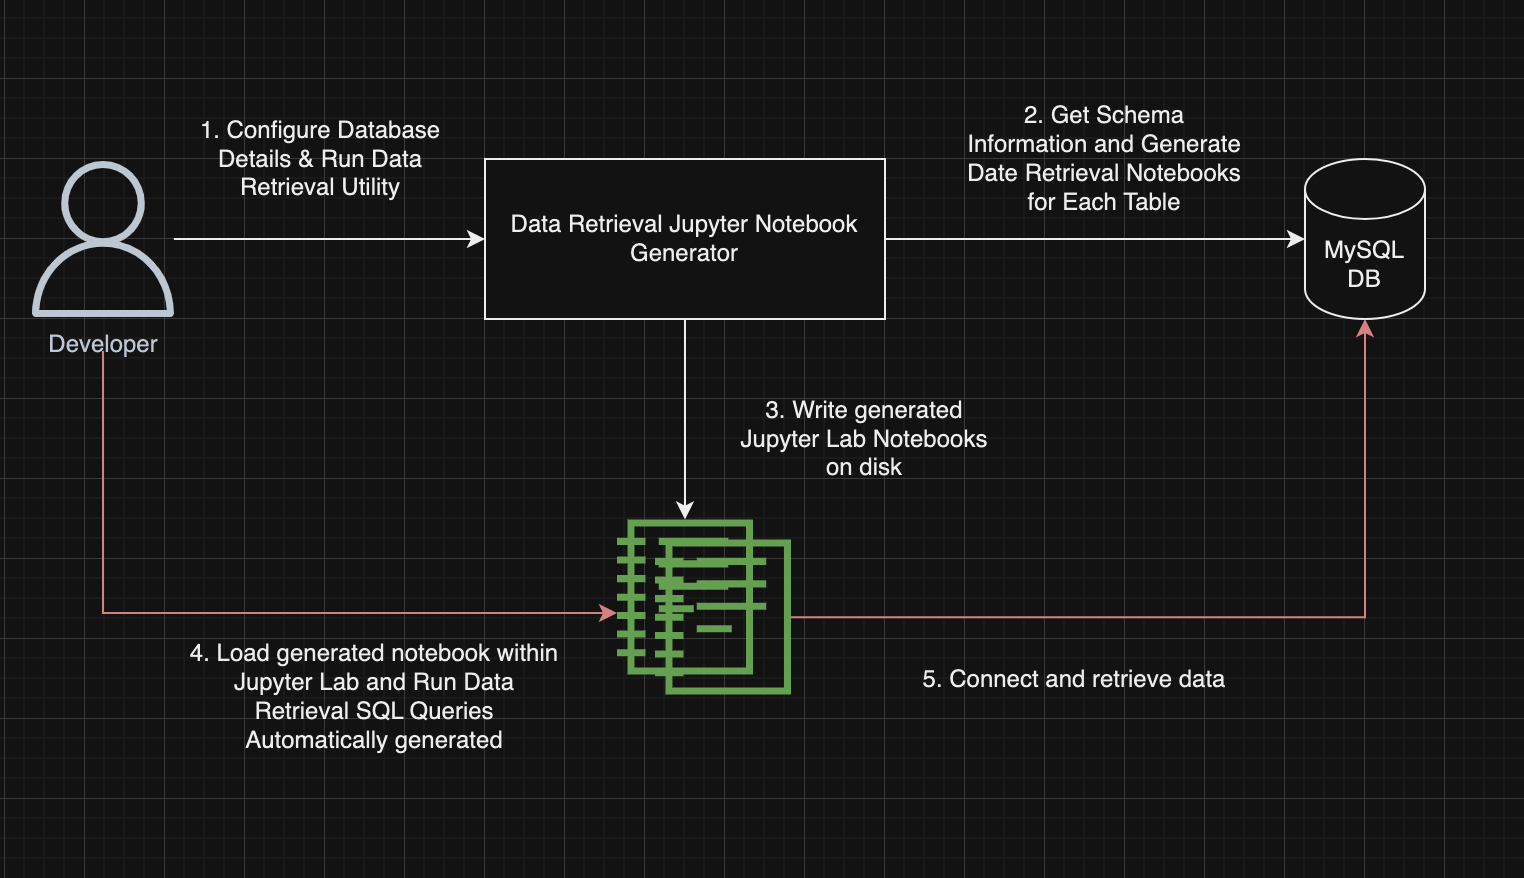 1. Configure Database
Details & Run Data
Retrieval Utility
2. Get Schema
Information and Generate
Date Retrieval Notebooks
for Each Table
Data Retrieval Jupyter Notebook
Generator
MySQL
DB
Developer
3. Write generated
Jupyter Lab Notebooks
on disk
4. Load generated notebook within
Jupyter Lab and Run Data
Retrieval SQL Queries
Automatically generated
5. Connect and retrieve data